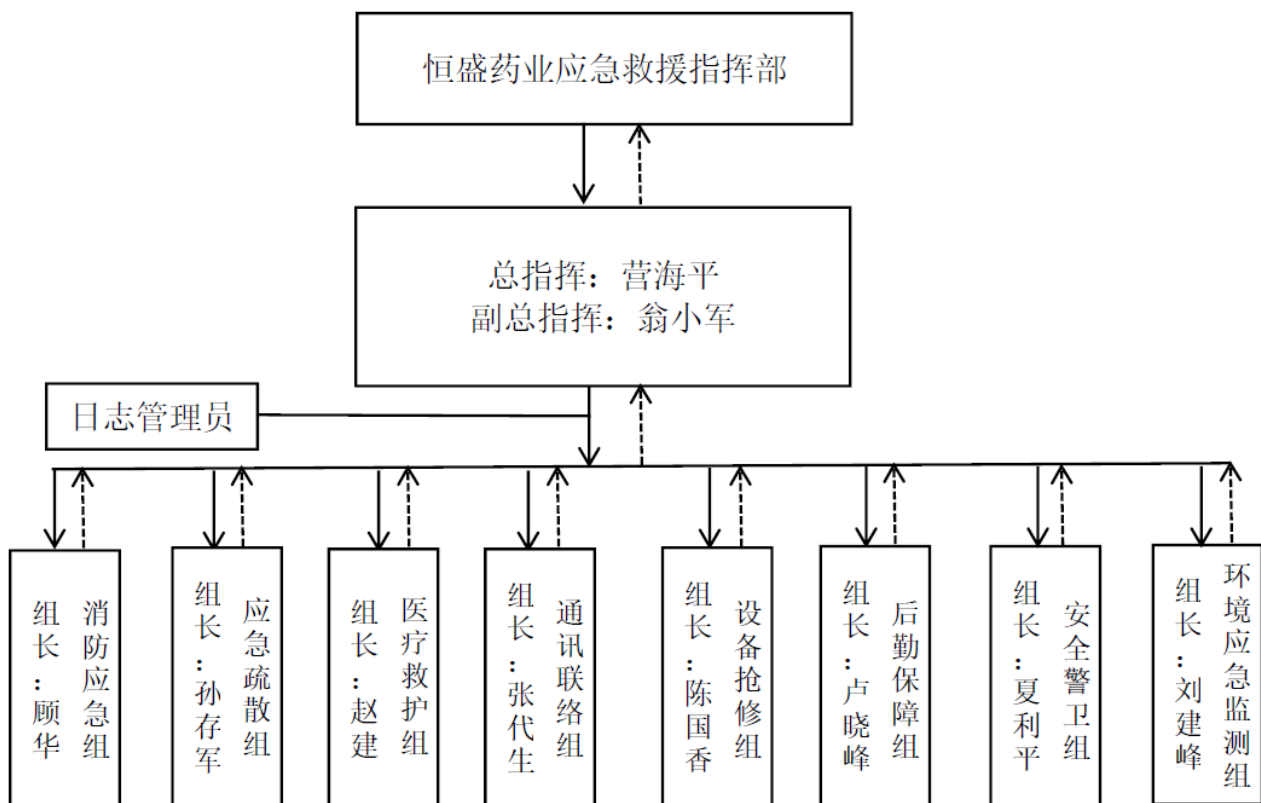 恒盛药业应急救援指挥部
总指挥：营海平
副总指挥：翁小军
日志管理员
消防应急组
组长：顾华
应急疏散组
组长：孙存军
医疗救护组
组长：赵建
通讯联络组
组长：张代生
设备抢修组
组长：陈国香
后勤保障组
组长：卢晓峰
安全警卫组
组长：夏利平
环境应急监测组
组长：刘建峰